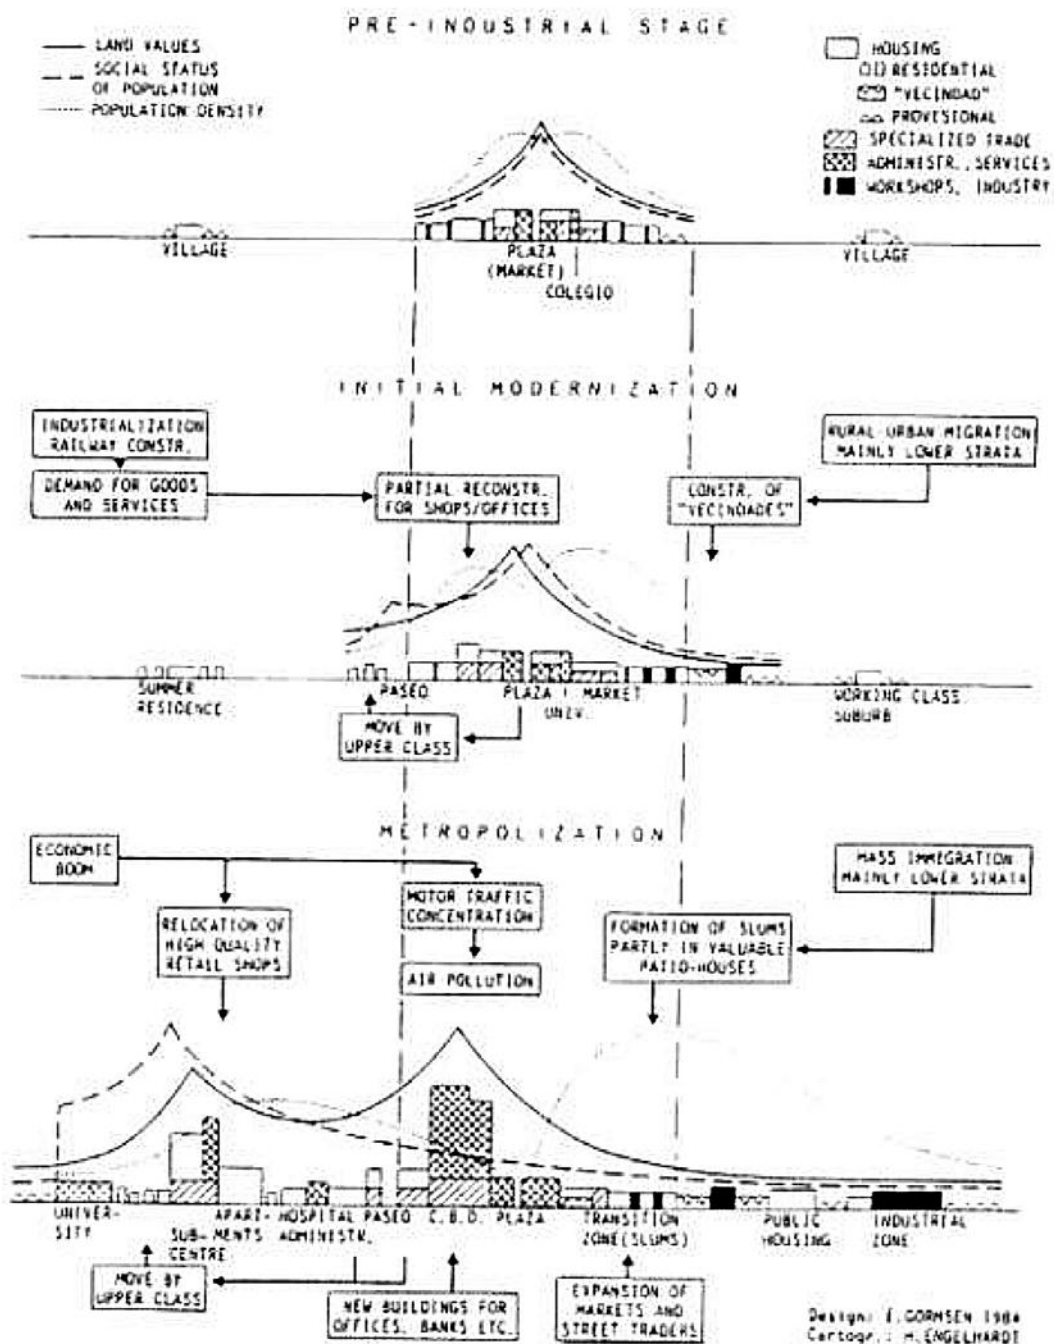 PRE-INDUSTRIAL STAGE
LAND VALUES
SOCIAL STATUS
OF POPULATION
POPULATION DENSITY
HOUSING
RESIDENTIAL
"VECINDAD"
PROVISIONAL
SPECIALIZED TRADE
ADMINISTR., SERVICES
WORKSHOPS, INDUSTRY
VILLAGE
PLAZA
(MARKET)
COLEGIO
VILLAGE
INITIAL MODERNIZATION
INDUSTRIALIZATION
RAILWAY CONSTR.
DEMAND FOR GOODS
AND SERVICES
PARTIAL RECONSTR.
FOR SHOPS/OFFICES
CONSTR. OF
"VECINDADES"
RURAL-URBAN MIGRATION
MAINLY LOWER STRATA
SUMMER
RESIDENCE
PASEO
PLAZA MARKET
UNIV.
WORKING CLASS
SUBURB
MOVE BY
UPPER CLASS
METROPOLIZATION
ECONOMIC
BOOM
RELOCATION OF
HIGH QUALITY
RETAIL SHOPS
MOTOR TRAFFIC
CONCENTRATION
AIR POLLUTION
FORMATION OF SLUMS
PARTLY IN VALUABLE
PATIO-HOUSES
MASS IMMIGRATION
MAINLY LOWER STRATA
UNIVER-
SITY
SUB-
CENTRE
APART-
MENTS
HOSPITAL
ADMINISTR.
PASEO
C.B.D. PLAZA
TRANSITION
ZONE(SLUMS)
PUBLIC
HOUSING
INDUSTRIAL
ZONE
MOVE BY
UPPER CLASS
NEW BUILDINGS FOR
OFFICES, BANKS ETC.
EXPANSION OF
MARKETS AND
STREET TRADERS
Design: E.GORMSEN
Cartogr.: H.ENGELHARDT